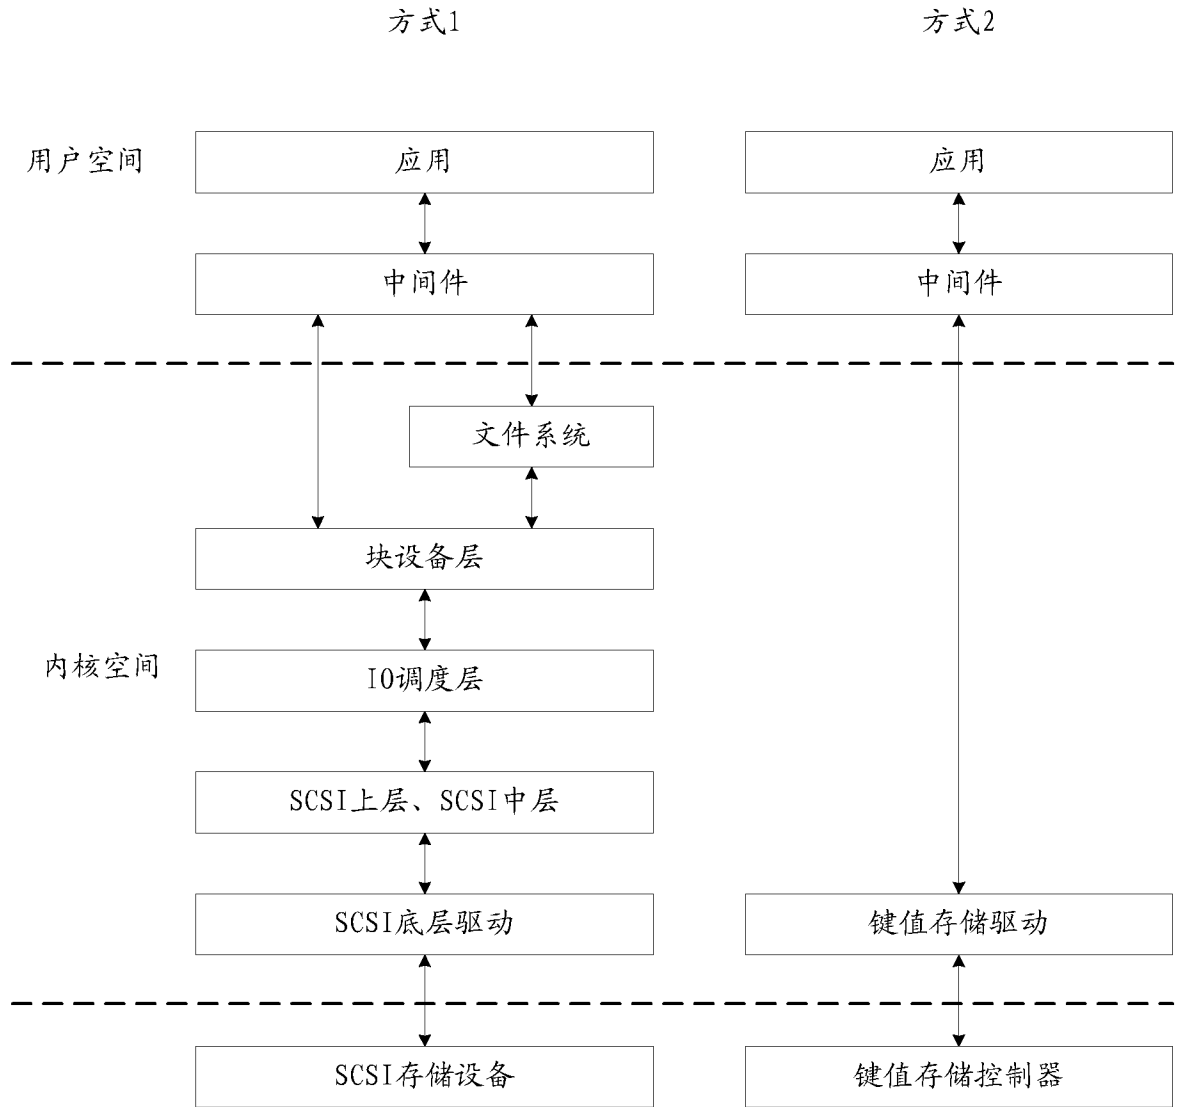 方式1
方式2
用户空间
应用
应用
中间件
中间件
文件系统
块设备层
内核空间
IO调度层
SCSI上层、SCSI中层
SCSI底层驱动
键值存储驱动
SCSI存储设备
键值存储控制器